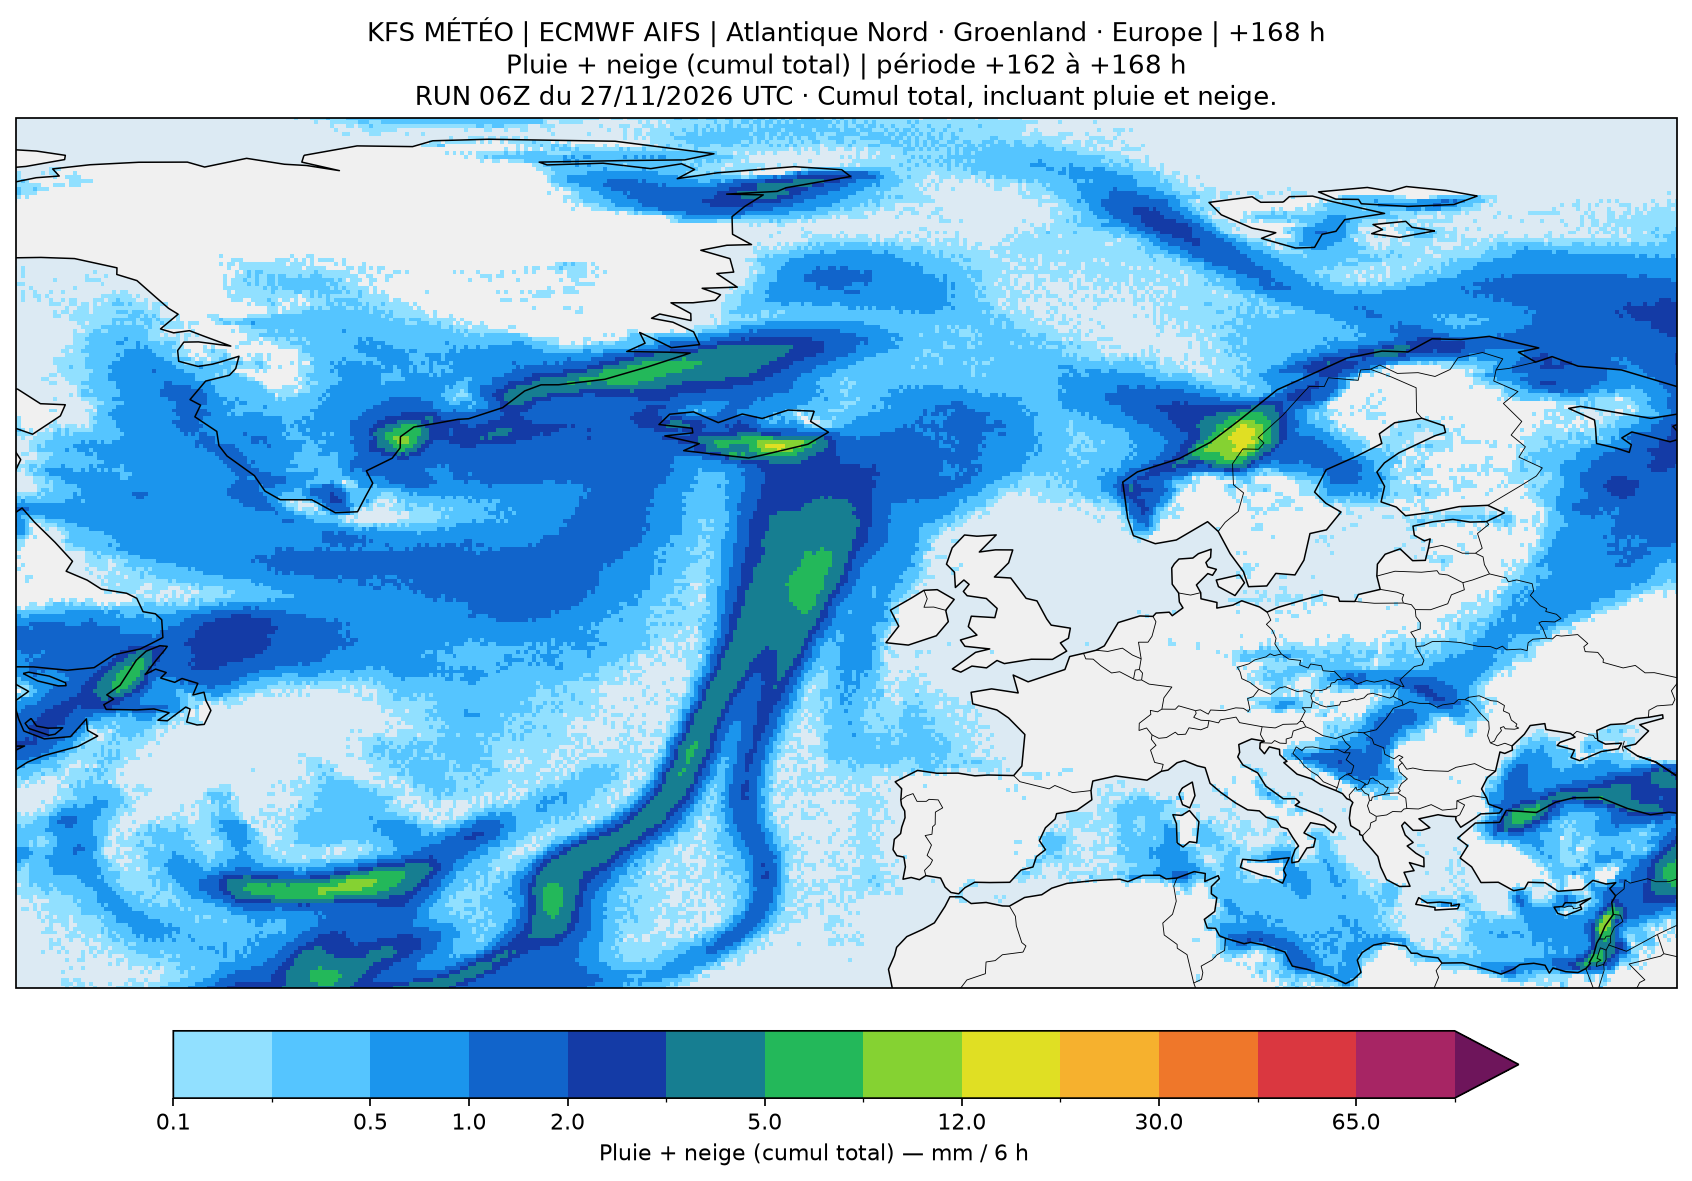 KFS MÉTÉO | ECMWF AIFS | Atlantique Nord · Groenland · Europe | +168 h
Pluie + neige (cumul total) | période +162 à +168 h
RUN 06Z du 27/11/2026 UTC · Cumul total, incluant pluie et neige.
0.1 0.5 1.0 2.0 5.0 12.0 30.0 65.0
Pluie + neige (cumul total) — mm / 6 h